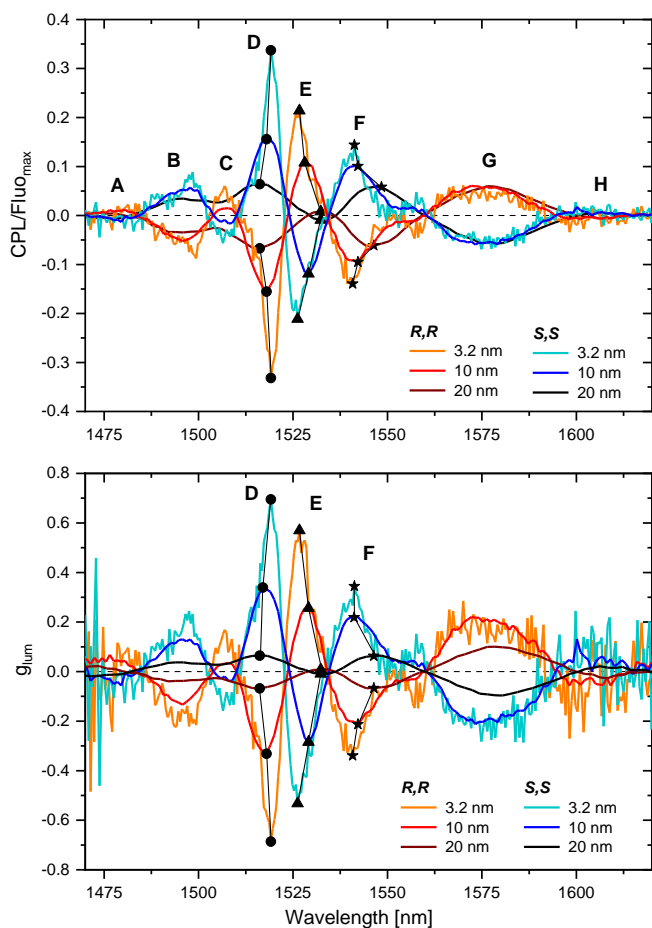 0.4
0.3
0.2
0.1
0.0
-0.1
-0.2
-0.3
-0.4
CPL/Fluomax
A B C D E F G H
R,R S,S
3.2 nm 3.2 nm
10 nm 10 nm
20 nm 20 nm
1475 1500 1525 1550 1575 1600
0.8
0.6
0.4
0.2
0.0
-0.2
-0.4
-0.6
-0.8
glum
D E F
R,R S,S
3.2 nm 3.2 nm
10 nm 10 nm
20 nm 20 nm
1475 1500 1525 1550 1575 1600
Wavelength [nm]